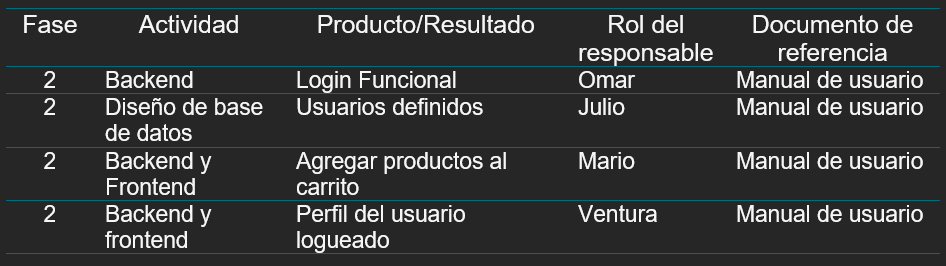 Fase Actividad Producto/Resultado Rol del Documento de
responsable referencia
2 Backend Login Funcional Omar Manual de usuario
2 Diseño de base Usuarios definidos Julio Manual de usuario
de datos
2 Backend y Agregar productos al Mario Manual de usuario
Frontend carrito
2 Backend y Perfil del usuario Ventura Manual de usuario
frontend logueado